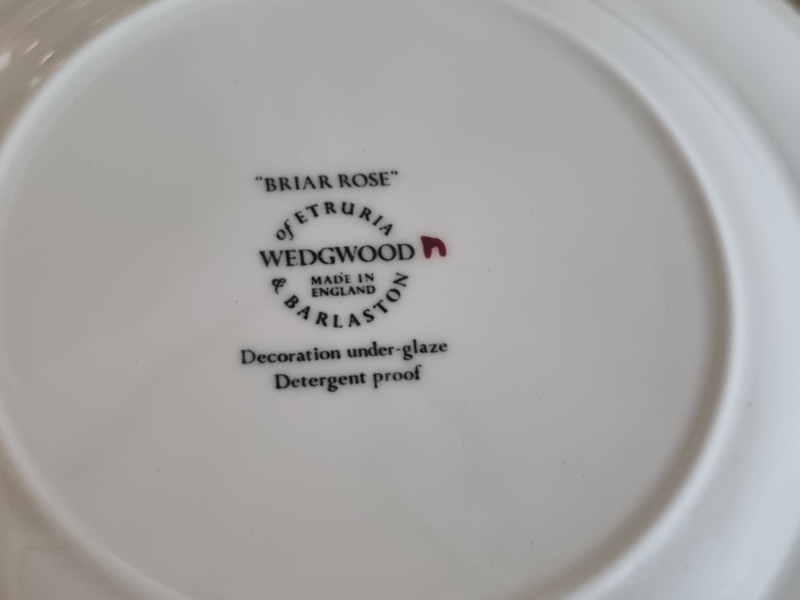 "BRIAR ROSE"
of ETRURIA
WEDGWOOD
MADE IN
ENGLAND
& BARLASTON
Decoration under-glaze
Detergent proof